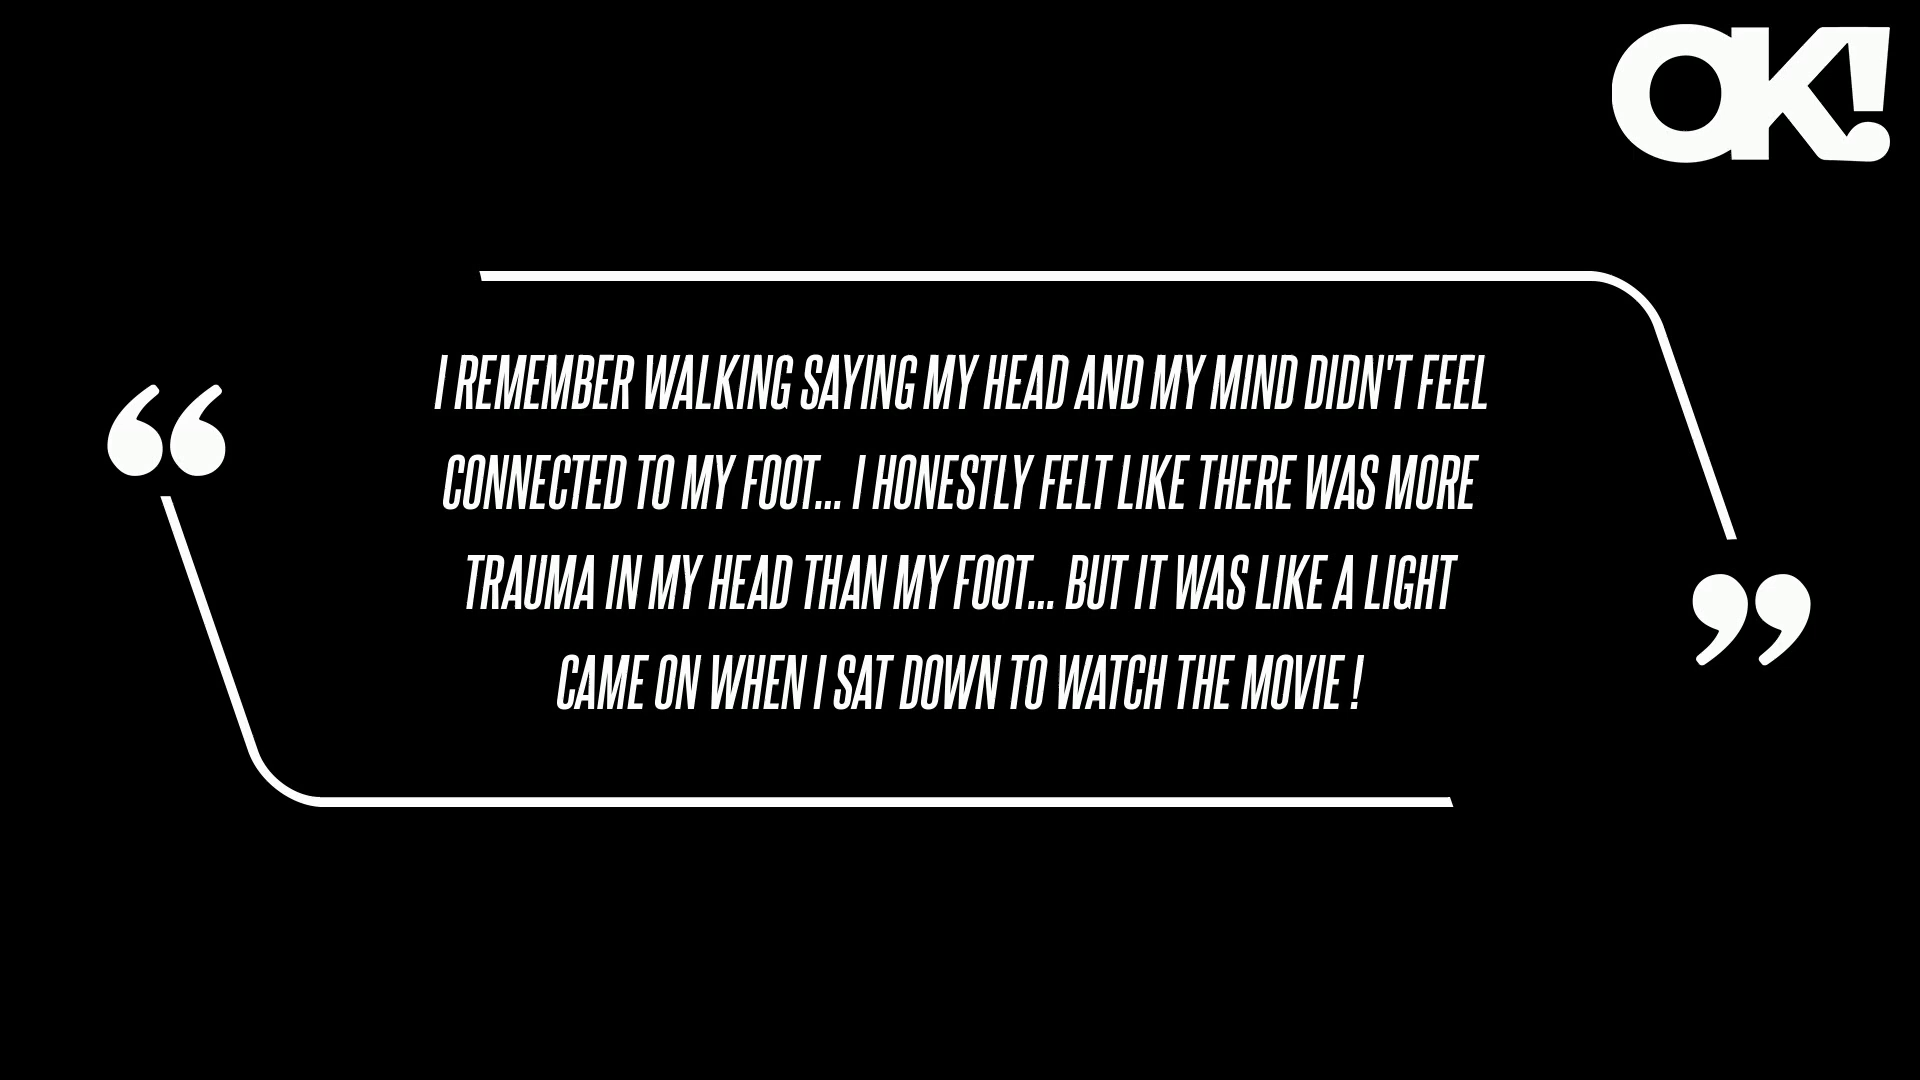 OK!
I REMEMBER WALKING SAYING MY HEAD AND MY MIND DIDN'T FEEL
CONNECTED TO MY FOOT... I HONESTLY FELT LIKE THERE WAS MORE
TRAUMA IN MY HEAD THAN MY FOOT... BUT IT WAS LIKE A LIGHT
CAME ON WHEN I SAT DOWN TO WATCH THE MOVIE !